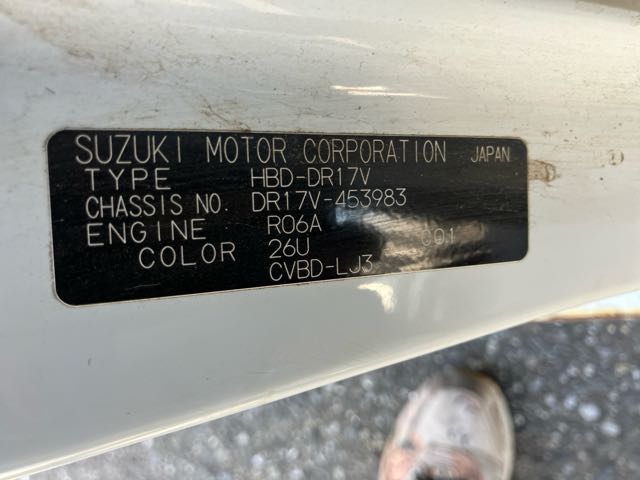 SUZUKI MOTOR CORPORATION JAPAN
TYPE HBD-DR17V
CHASSIS NO. DR17V-453983
ENGINE R06A 001
COLOR 26U
CVBD-LJ3